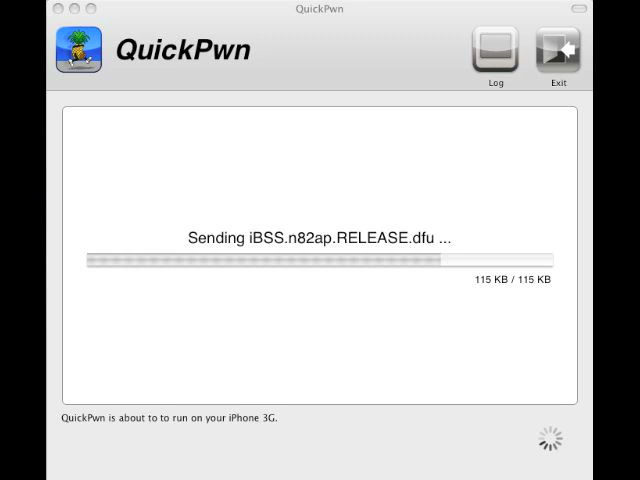 QuickPwn
QuickPwn
Log
Exit
Sending iBSS.n82ap.RELEASE.dfu ...
115 KB / 115 KB
QuickPwn is about to to run on your iPhone 3G.